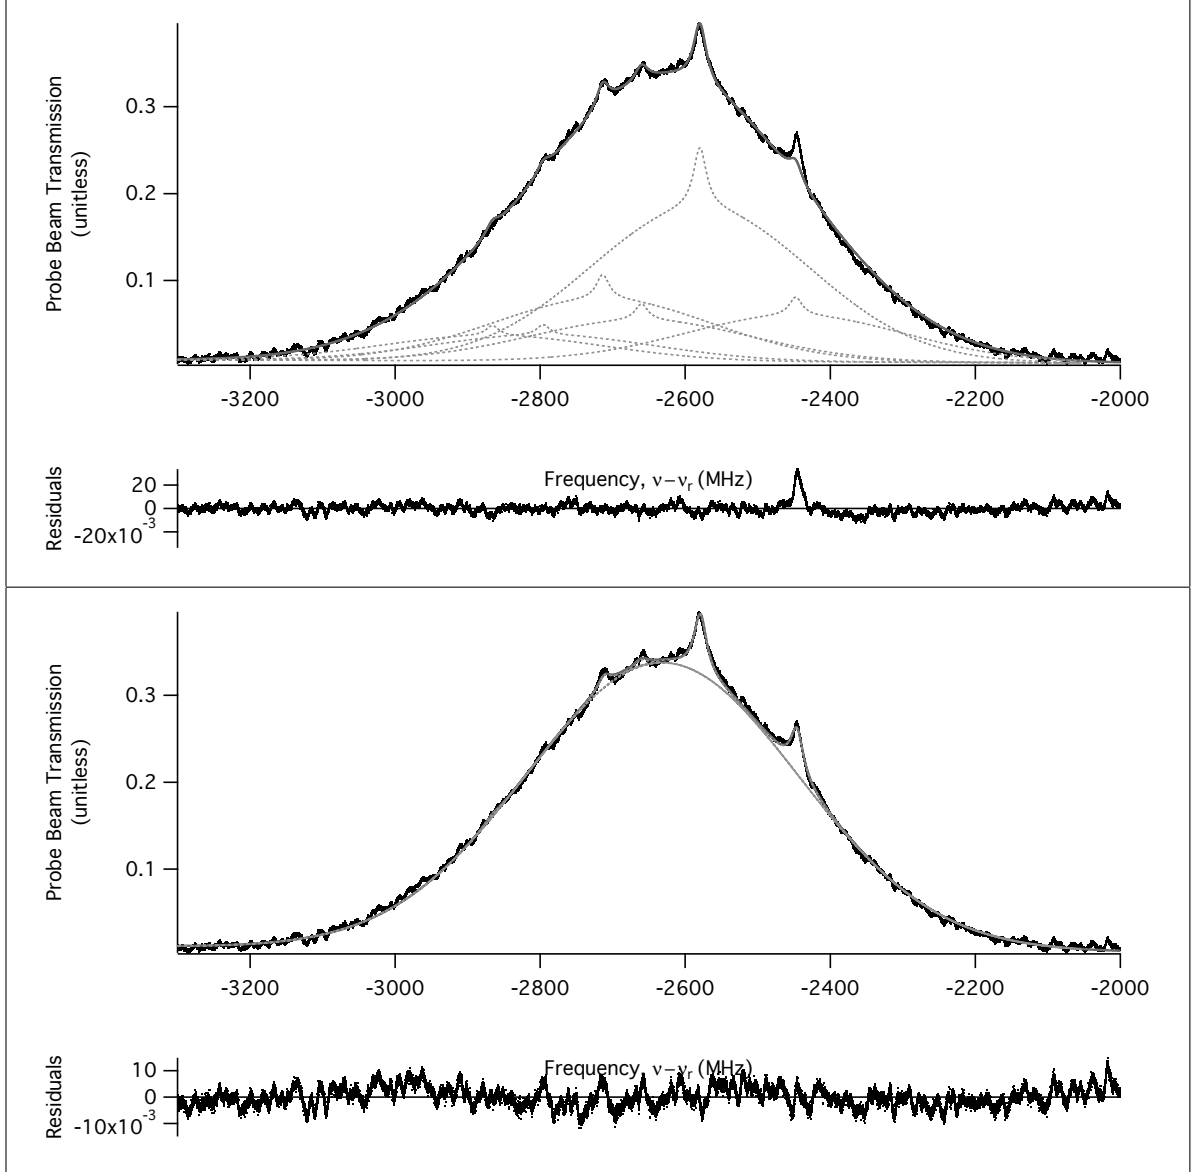 Probe Beam Transmission
(unitless)
0.3
0.2
0.1
-3200 -3000 -2800 -2600 -2400 -2200 -2000
Frequency, ν−νr (MHz)
Residuals
20
0
-20x10-3
Probe Beam Transmission
(unitless)
0.3
0.2
0.1
-3200 -3000 -2800 -2600 -2400 -2200 -2000
Frequency, ν−νr (MHz)
Residuals
10
0
-10x10-3